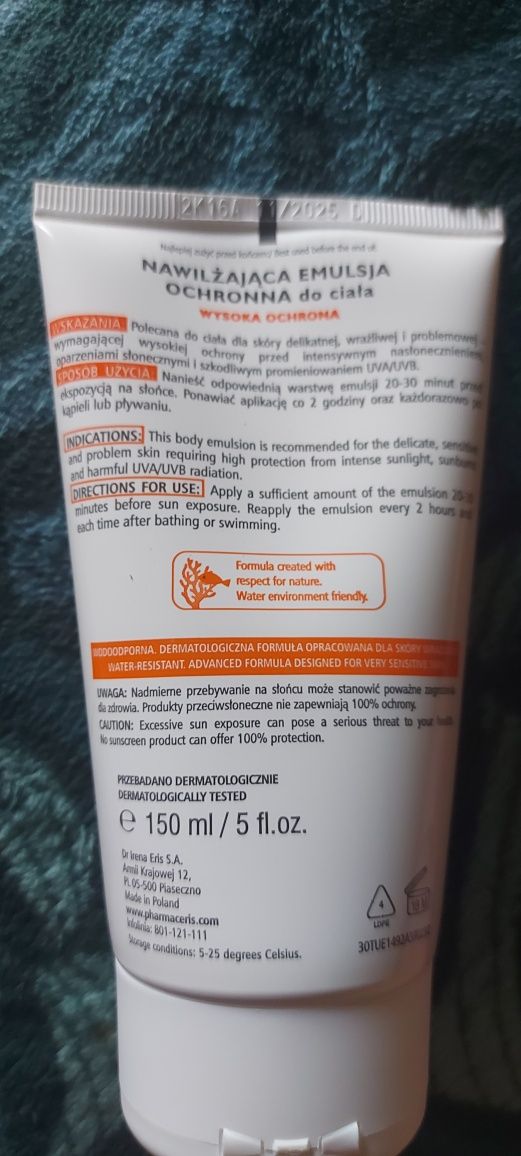 2K16A 11/2025
Najlepiej zużyć przed końcem/ Best used before the end of:
NAWILŻAJĄCA EMULSJA
OCHRONNA do ciała
WYSOKA OCHRONA
WSKAZANIA: Polecana do ciała dla skóry delikatnej, wrażliwej i problemowej,
wymagającej wysokiej ochrony przed intensywnym nasłonecznieniem,
oparzeniami słonecznymi i szkodliwym promieniowaniem UVA/UVB.
SPOSÓB UŻYCIA: Nanieść odpowiednią warstwę emulsji 20-30 minut przed
ekspozycją na słońce. Ponawiać aplikację co 2 godziny oraz każdorazowo po
kąpieli lub pływaniu.
INDICATIONS: This body emulsion is recommended for the delicate, sensitive
and problem skin requiring high protection from intense sunlight, sunburns
and harmful UVA/UVB radiation.
DIRECTIONS FOR USE: Apply a sufficient amount of the emulsion 20-30
minutes before sun exposure. Reapply the emulsion every 2 hours and
each time after bathing or swimming.
Formula created with
respect for nature.
Water environment friendly.
WODOODPORNA. DERMATOLOGICZNA FORMUŁA OPRACOWANA DLA SKÓRY
WATER-RESISTANT. ADVANCED FORMULA DESIGNED FOR VERY SENSITIVE
UWAGA: Nadmierne przebywanie na słońcu może stanowić poważne zagrożenie
dla zdrowia. Produkty przeciwsłoneczne nie zapewniają 100% ochrony.
CAUTION: Excessive sun exposure can pose a serious threat to your health.
No sunscreen product can offer 100% protection.
PRZEBADANO DERMATOLOGICZNIE
DERMATOLOGICALLY TESTED
℮ 150 ml / 5 fl.oz.
Dr Irena Eris S.A.
Armii Krajowej 12,
PL 05-500 Piaseczno
Made in Poland
www.pharmaceris.com
Infolinia: 801-121-111
Storage conditions: 5-25 degrees Celsius.
4
LDPE